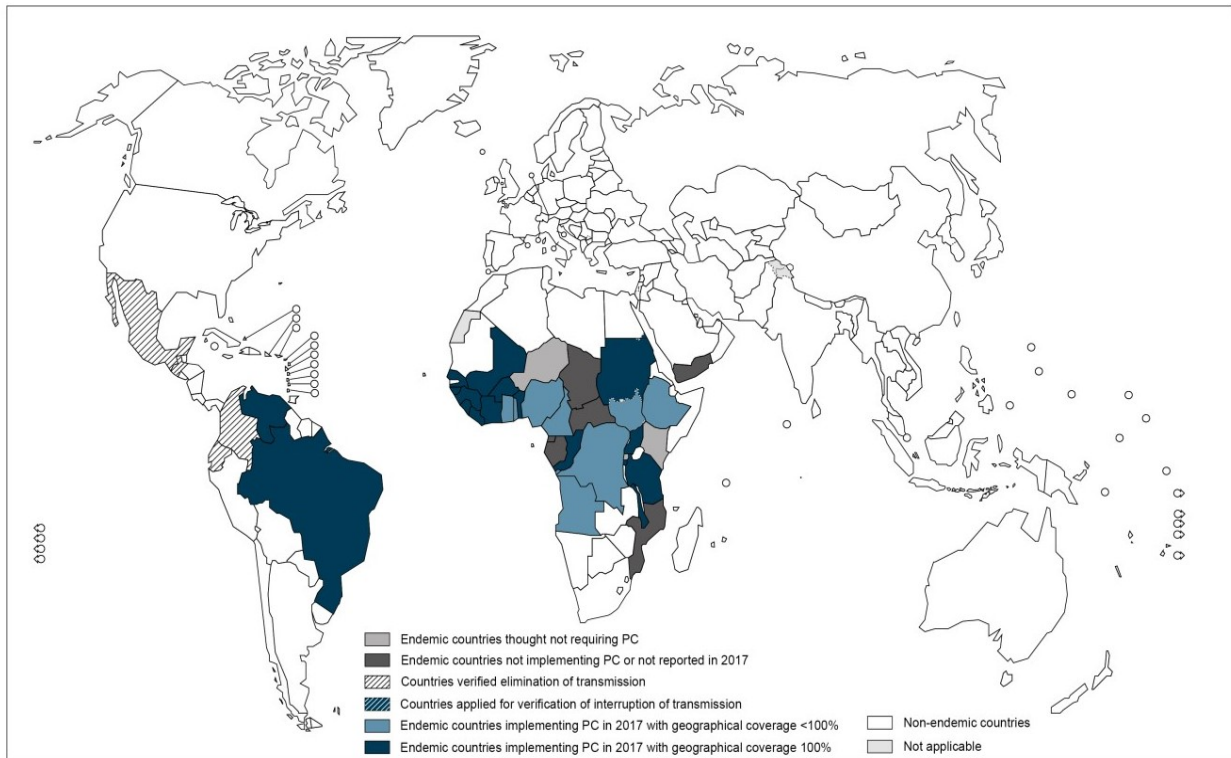 Endemic countries thought not requiring PC
Endemic countries not implementing PC or not reported in 2017
Countries verified elimination of transmission
Countries applied for verification of interruption of transmission
Endemic countries implementing PC in 2017 with geographical coverage <100%
Endemic countries implementing PC in 2017 with geographical coverage 100%
Non-endemic countries
Not applicable